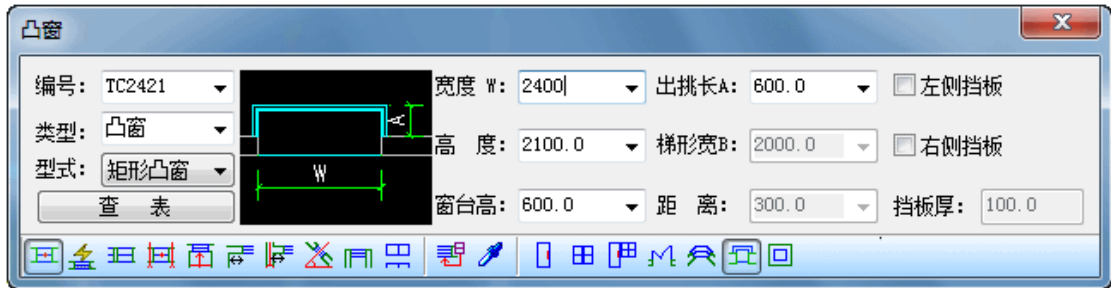 凸窗
编号: TC2421 宽度 W: 2400 出挑长A: 600.0 左侧挡板
类型: 凸窗 A 高 度: 2100.0 梯形宽B: 2000.0 右侧挡板
型式: 矩形凸窗 W
查 表 窗台高: 600.0 距 离: 300.0 挡板厚: 100.0